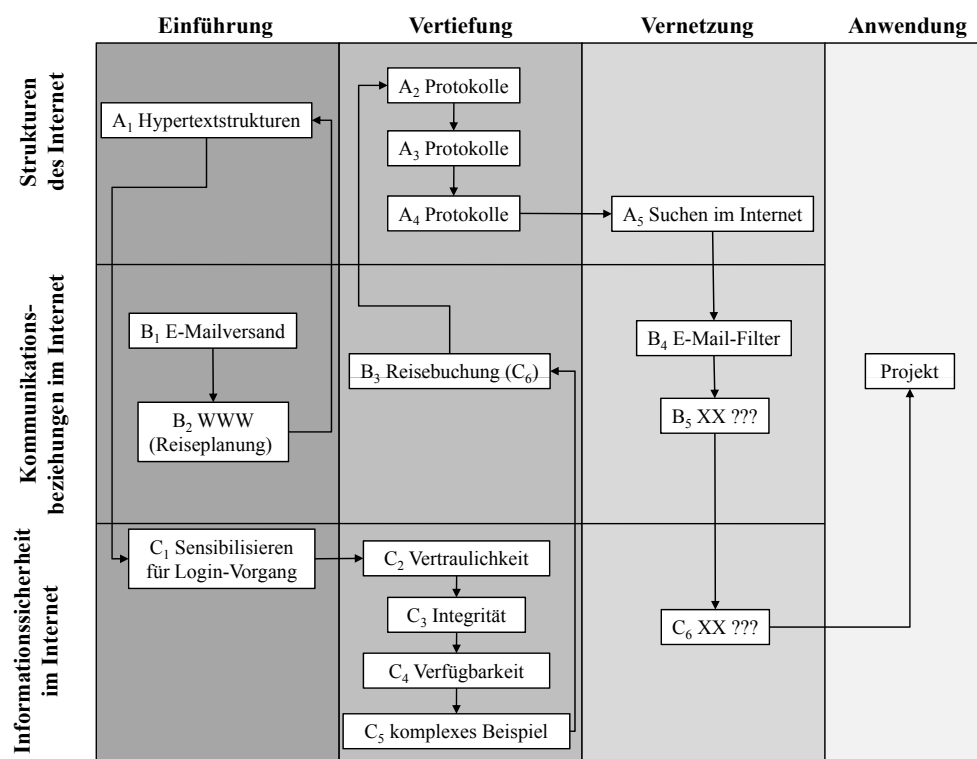 Einführung
Vertiefung
Vernetzung
Anwendung
Strukturen
des Internet
A1 Hypertextstrukturen
A2 Protokolle
A3 Protokolle
A4 Protokolle
A5 Suchen im Internet
Kommunikations-
beziehungen im Internet
B1 E-Mailversand
B2 WWW
(Reiseplanung)
B3 Reisebuchung (C6)
B4 E-Mail-Filter
B5 XX ???
Projekt
Informationssicherheit
im Internet
C1 Sensibilisieren
für Login-Vorgang
C2 Vertraulichkeit
C3 Integrität
C4 Verfügbarkeit
C5 komplexes Beispiel
C6 XX ???